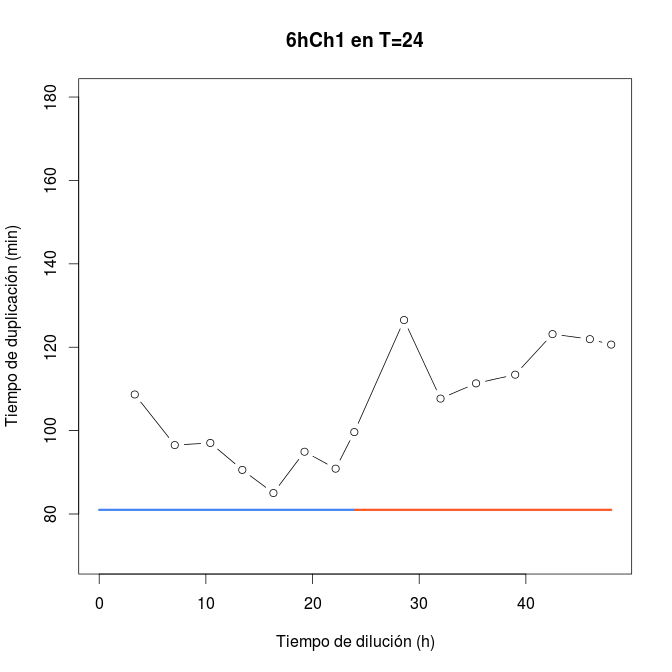 6hCh1 en T=24
Tiempo de duplicación (min)
180
160
140
120
100
80
0 10 20 30 40
Tiempo de dilución (h)